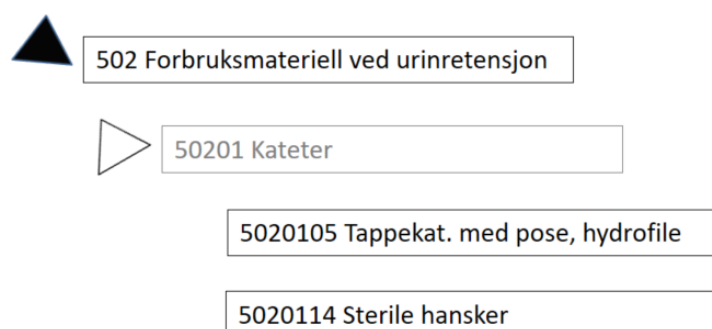 502 Forbruksmateriell ved urinretensjon
50201 Kateter
5020105 Tappekat. med pose, hydrofile
5020114 Sterile hansker